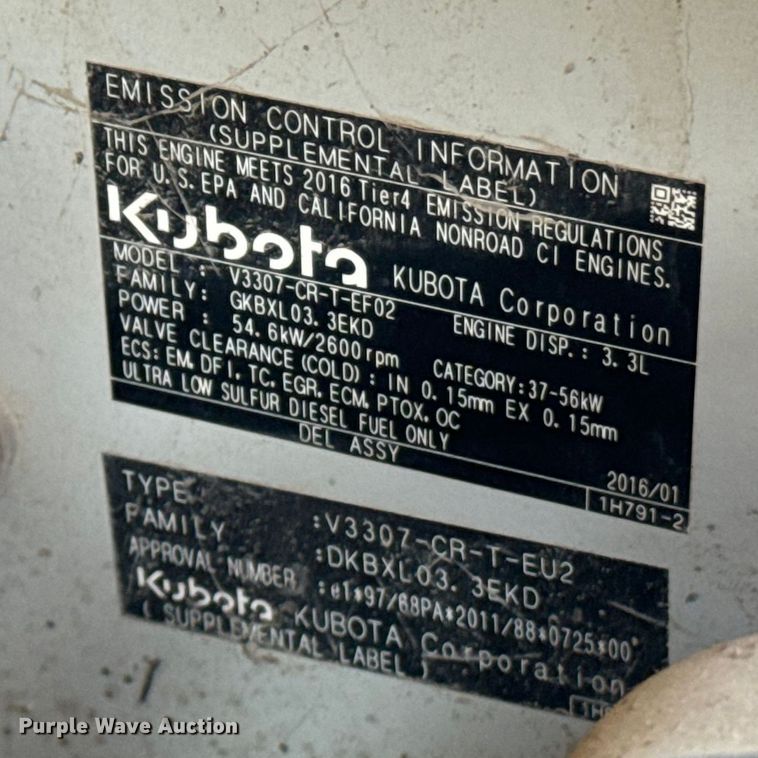 EMISSION CONTROL INFORMATION
(SUPPLEMENTAL LABEL)
THIS ENGINE MEETS 2016 Tier4 EMISSION REGULATIONS
FOR U.S.EPA AND CALIFORNIA NONROAD CI ENGINES.
Kubota KUBOTA Corporation
MODEL : V3307-CR-T-EF02 ENGINE DISP.: 3.3L
FAMILY: GKBXL03.3EKD
POWER : 54.6kW/2600rpm CATEGORY:37-56kW
VALVE CLEARANCE(COLD): IN 0.15mm EX 0.15mm
ECS: EM, DFI, TC, EGR, ECM, PTOX, OC
ULTRA LOW SULFUR DIESEL FUEL ONLY
DEL ASSY
2016/01
1H791-2
TYPE :V3307-CR-T-EU2
FAMILY :DKBXL03.3EKD
APPROVAL NUMBER :e1*97/68PA*2011/88*0725*00
Kubota KUBOTA Corporation
(SUPPLEMENTAL LABEL)
Purple Wave Auction